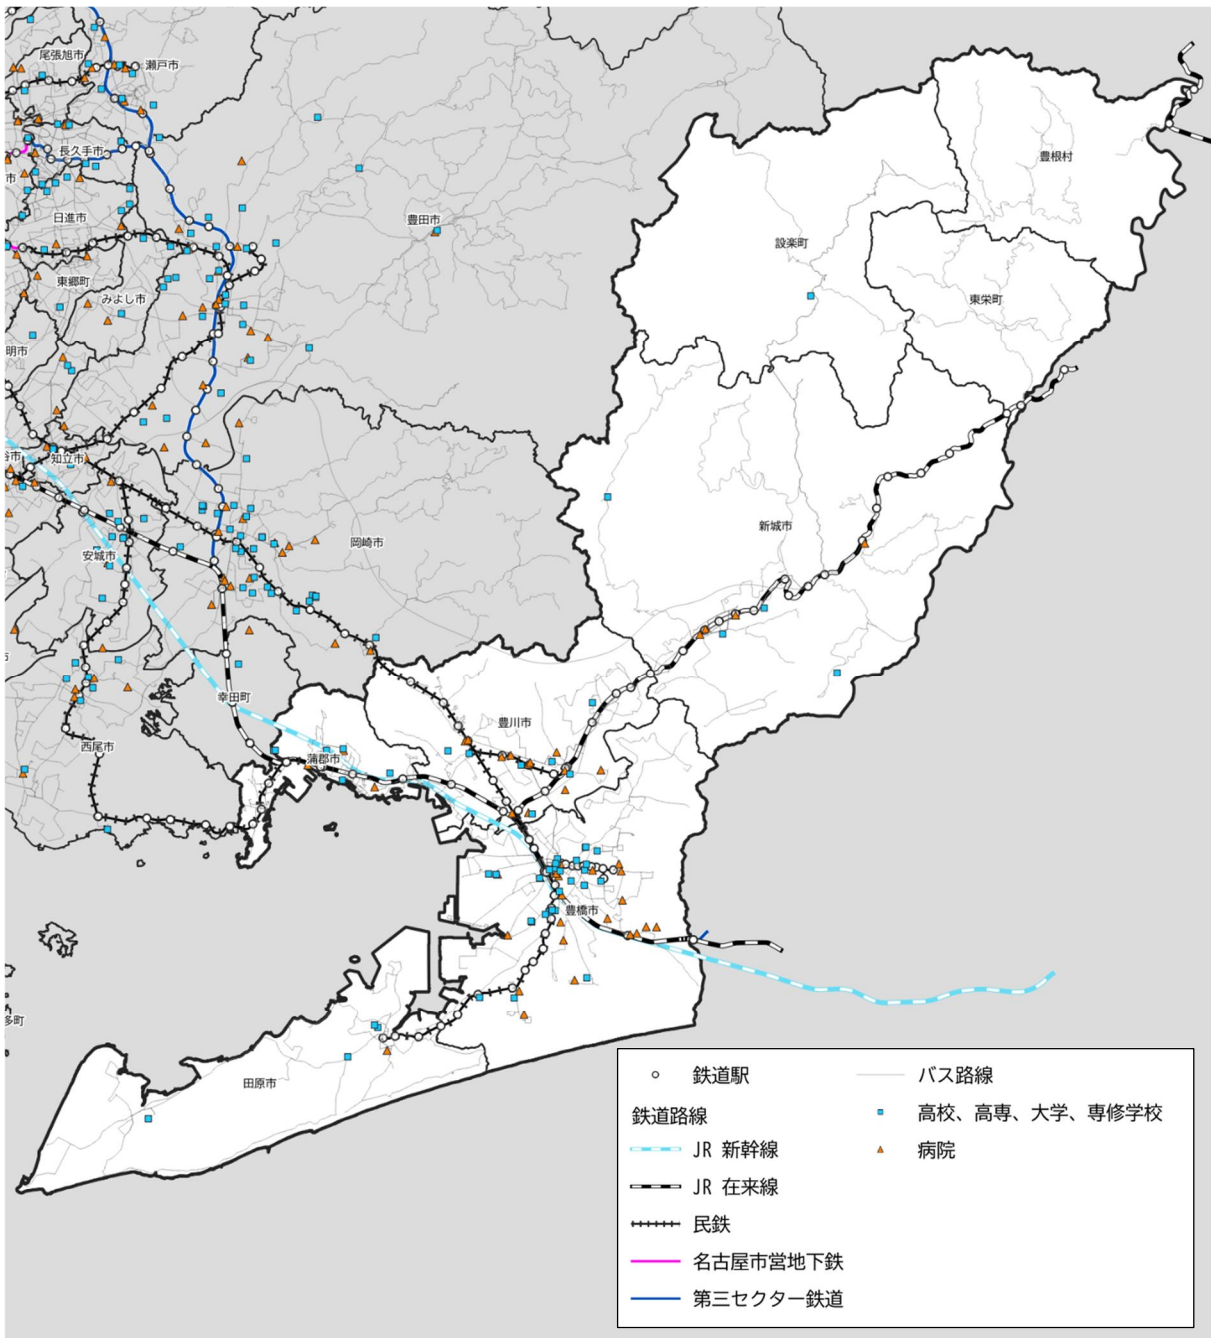 尾張旭市
瀬戸市
長久手市
市
日進市
豊田市
東郷町
みよし市
明市
豊根村
設楽町
東栄町
谷市
知立市
岡崎市
新城市
安城市
市
幸田町
豊川市
西尾市
蒲郡市
豊橋市
多町
田原市
鉄道駅
鉄道路線
JR 新幹線
JR 在来線
民鉄
名古屋市営地下鉄
第三セクター鉄道
バス路線
高校、高専、大学、専修学校
病院